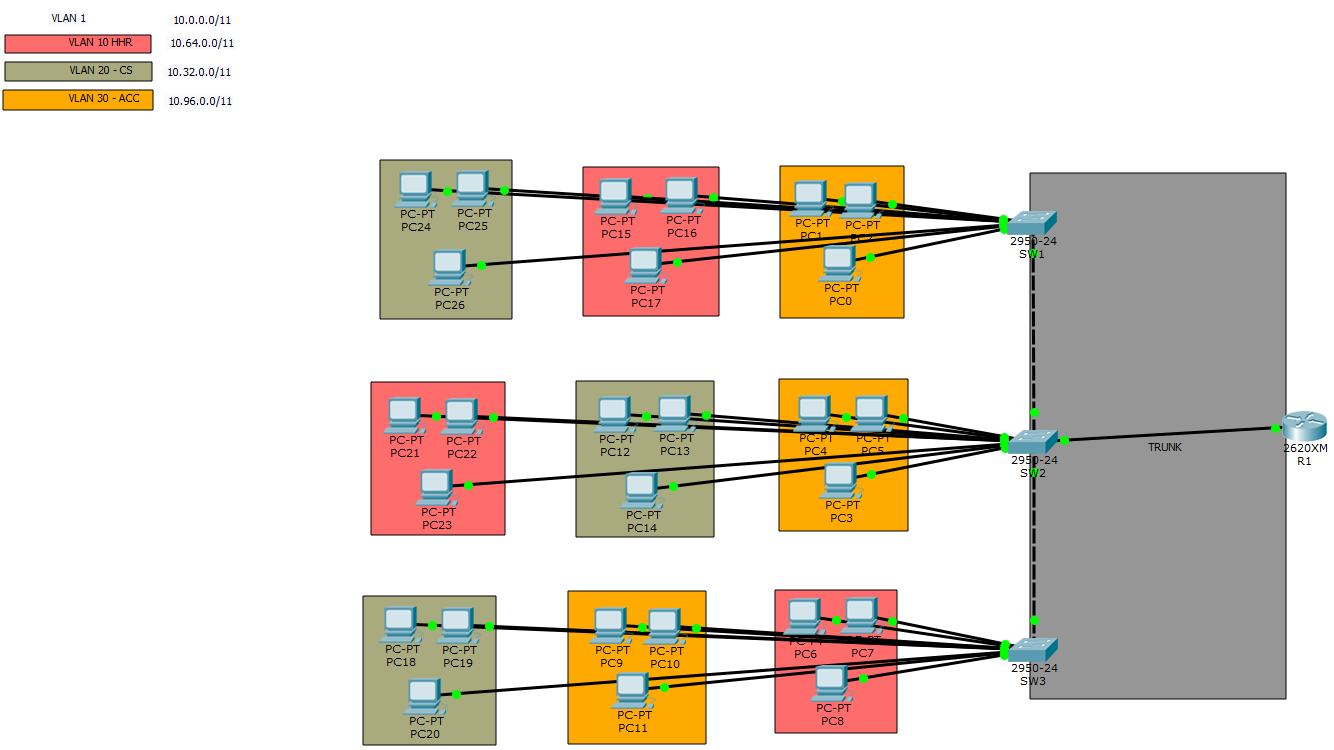 VLAN 1 10.0.0.0/11
VLAN 10 HHR 10.64.0.0/11
VLAN 20 - CS 10.32.0.0/11
VLAN 30 - ACC 10.96.0.0/11
PC-PT
PC24
PC-PT
PC25
PC-PT
PC26
PC-PT
PC15
PC-PT
PC16
PC-PT
PC17
PC-PT
PC1
PC-PT
PC-PT
PC0
2950-24
SW1
PC-PT
PC21
PC-PT
PC22
PC-PT
PC23
PC-PT
PC12
PC-PT
PC13
PC-PT
PC14
PC-PT
PC4
PC-PT
PC5
PC-PT
PC3
2950-24
SW2
TRUNK
2620XM
R1
PC-PT
PC18
PC-PT
PC19
PC-PT
PC20
PC-PT
PC9
PC-PT
PC10
PC-PT
PC11
PC-PT
PC6
PC-PT
PC7
PC-PT
PC8
2950-24
SW3